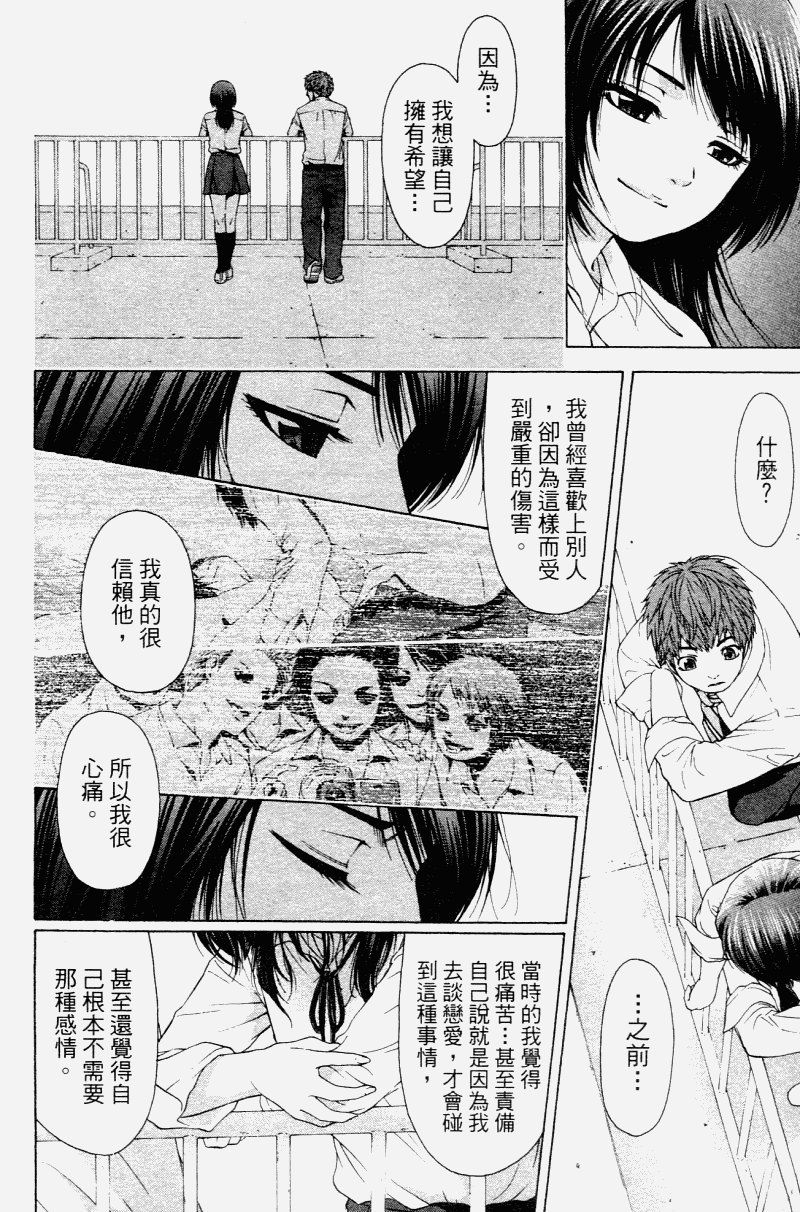 因為⋯
我想讓自己
擁有希望⋯
什麼？
⋯之前⋯
我曾經喜歡上別人
，卻因為這樣而受
到嚴重的傷害。
我真的很
信賴他，
所以我很
心痛。
當時的我覺得
很痛苦⋯甚至責備
自己說就是因為我
去談戀愛，才會碰
到這種事情，
甚至還覺得自
己根本不需要
那種感情。